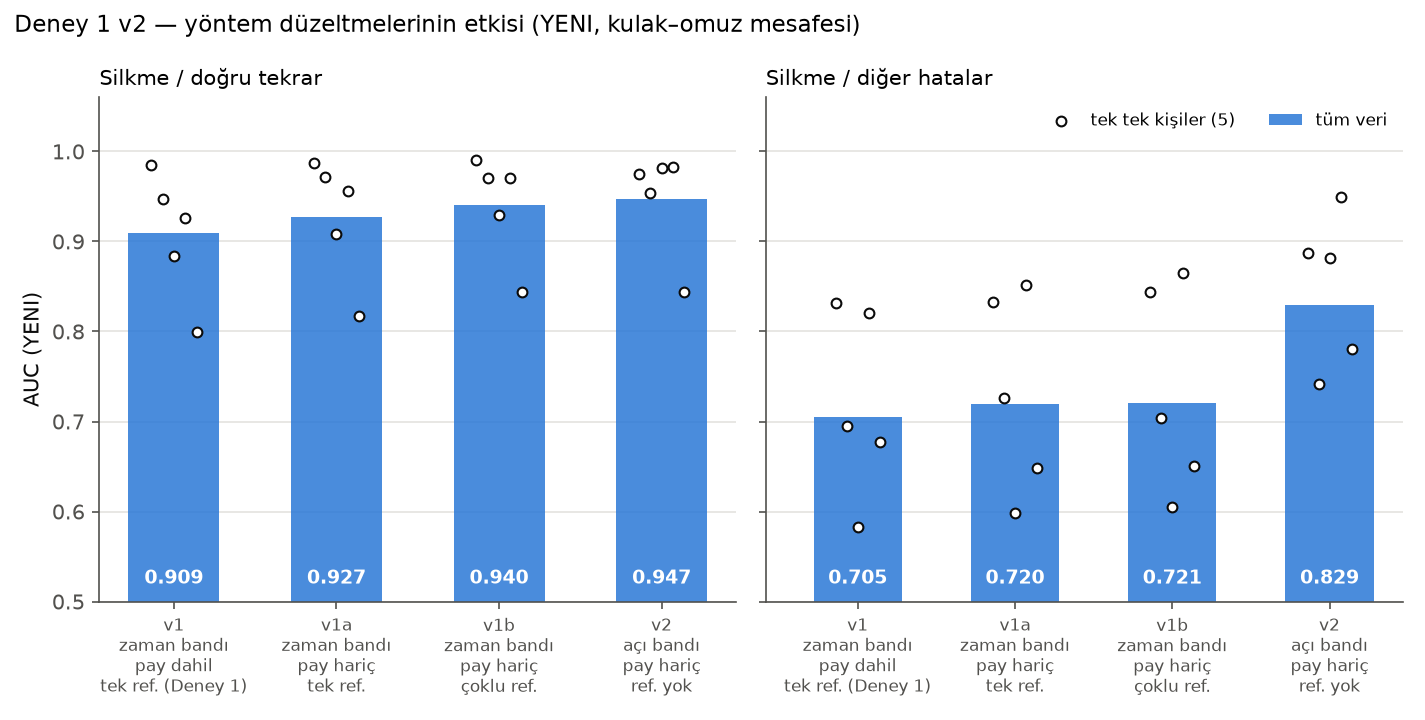 Deney 1 v2 — yöntem düzeltmelerinin etkisi (YENI, kulak–omuz mesafesi)
Silkme / doğru tekrar
AUC (YENI)
1.0
0.9
0.8
0.7
0.6
0.5
0.909
0.927
0.940
0.947
v1
zaman bandı
pay dahil
tek ref. (Deney 1)
v1a
zaman bandı
pay hariç
tek ref.
v1b
zaman bandı
pay hariç
çoklu ref.
v2
açı bandı
pay hariç
ref. yok
Silkme / diğer hatalar
tek tek kişiler (5)
tüm veri
0.705
0.720
0.721
0.829
v1
zaman bandı
pay dahil
tek ref. (Deney 1)
v1a
zaman bandı
pay hariç
tek ref.
v1b
zaman bandı
pay hariç
çoklu ref.
v2
açı bandı
pay hariç
ref. yok